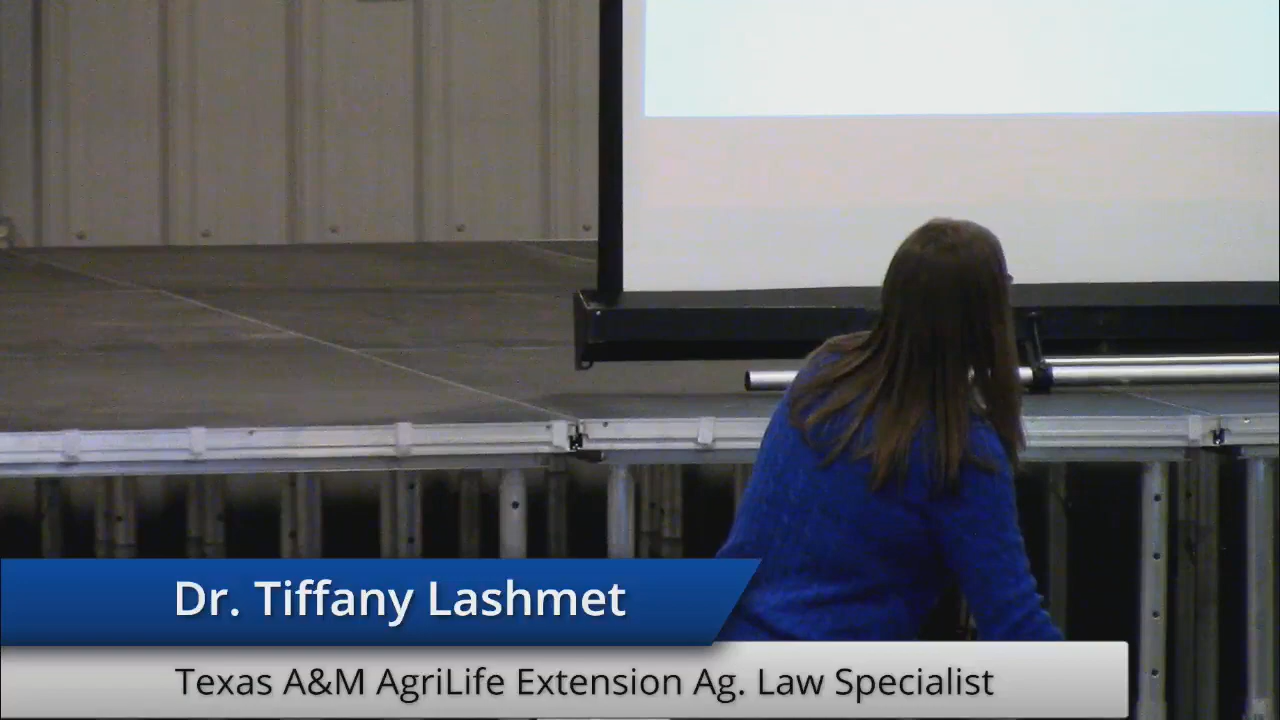 Dr. Tiffany Lashmet
Texas A&M AgriLife Extension Ag. Law Specialist